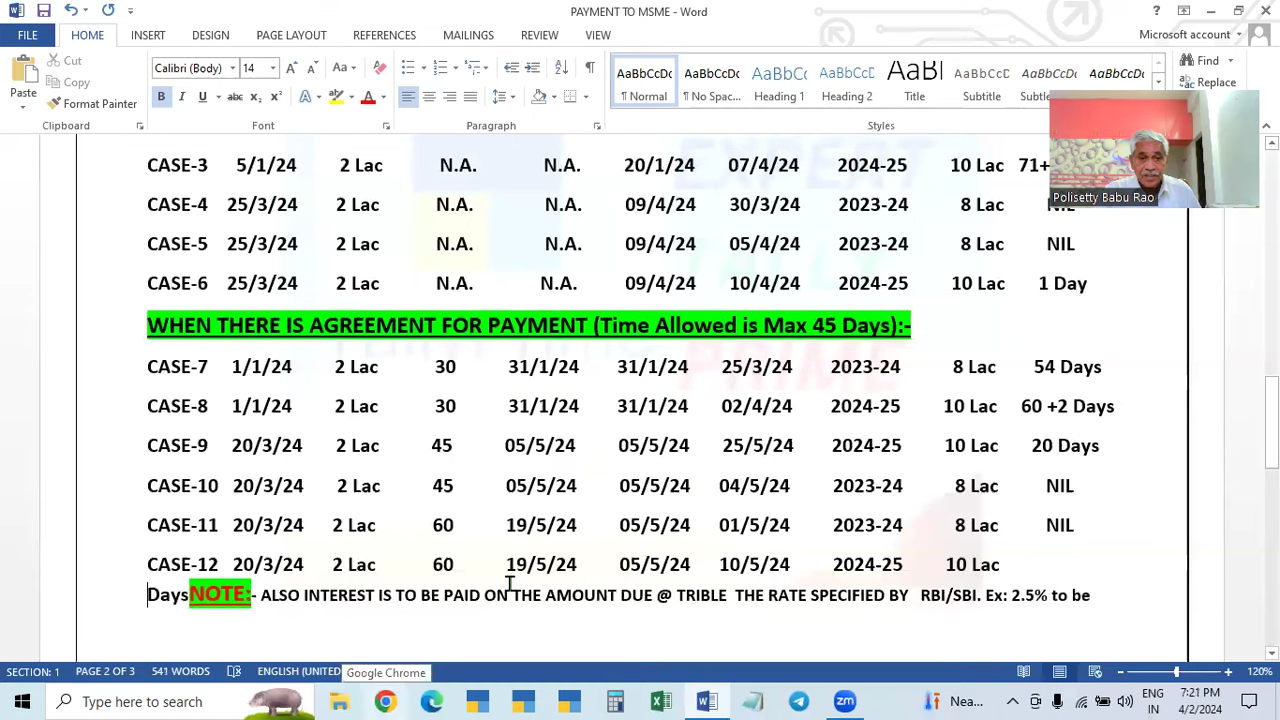 PAYMENT TO MSME - Word
FILE HOME INSERT DESIGN PAGE LAYOUT REFERENCES MAILINGS REVIEW VIEW Microsoft account
Paste Cut Copy Format Painter Clipboard
Calibri (Body) 14 Font
Paragraph
AaBbCcDc ¶ Normal AaBbCcDc ¶ No Spac... AaBbCc Heading 1 AaBbCcC Heading 2 AaBl Title AaBbCcC Subtitle AaBbCcDc Subtle Em... AaBbCcDc Emphasis Styles
Find Replace
Polisetty Babu Rao
CASE-3 5/1/24 2 Lac N.A. N.A. 20/1/24 07/4/24 2024-25 10 Lac 71+
CASE-4 25/3/24 2 Lac N.A. N.A. 09/4/24 30/3/24 2023-24 8 Lac NIL
CASE-5 25/3/24 2 Lac N.A. N.A. 09/4/24 05/4/24 2023-24 8 Lac NIL
CASE-6 25/3/24 2 Lac N.A. N.A. 09/4/24 10/4/24 2024-25 10 Lac 1 Day
WHEN THERE IS AGREEMENT FOR PAYMENT (Time Allowed is Max 45 Days):-
CASE-7 1/1/24 2 Lac 30 31/1/24 31/1/24 25/3/24 2023-24 8 Lac 54 Days
CASE-8 1/1/24 2 Lac 30 31/1/24 31/1/24 02/4/24 2024-25 10 Lac 60 +2 Days
CASE-9 20/3/24 2 Lac 45 05/5/24 05/5/24 25/5/24 2024-25 10 Lac 20 Days
CASE-10 20/3/24 2 Lac 45 05/5/24 05/5/24 04/5/24 2023-24 8 Lac NIL
CASE-11 20/3/24 2 Lac 60 19/5/24 05/5/24 01/5/24 2023-24 8 Lac NIL
CASE-12 20/3/24 2 Lac 60 19/5/24 05/5/24 10/5/24 2024-25 10 Lac
DaysNOTE:- ALSO INTEREST IS TO BE PAID ON THE AMOUNT DUE @ TRIBLE THE RATE SPECIFIED BY RBI/SBI. Ex: 2.5% to be
SECTION: 1 PAGE 2 OF 3 541 WORDS ENGLISH (UNITED Google Chrome 120%
Type here to search Nea... ENG IN 7:21 PM 4/2/2024